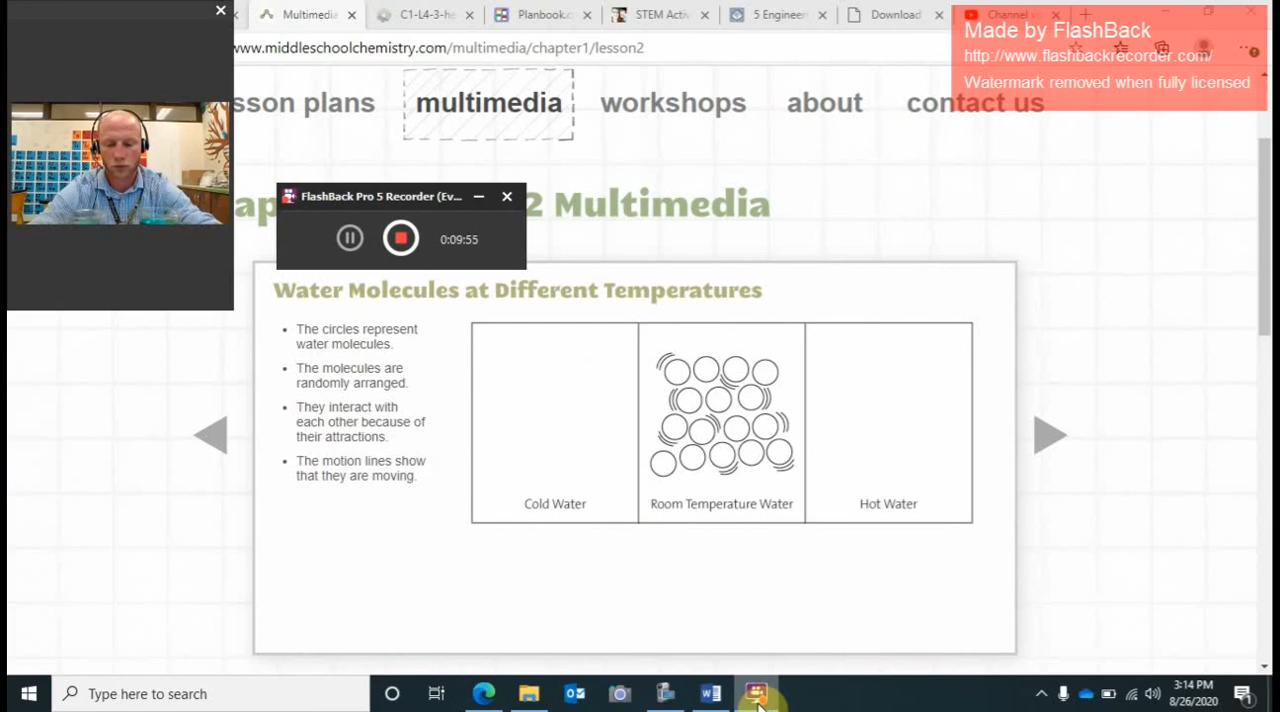 Multimedia
C1-L4-3-he
Planbook.c
STEM Activ
5 Engineer
Download
Channel
www.middleschoolchemistry.com/multimedia/chapter1/lesson2
Made by FlashBack
http://www.flashbackrecorder.com/
Watermark removed when fully licensed
sson plans
multimedia
workshops
about
contact us
FlashBack Pro 5 Recorder (Ev...
0:09:55
ap
2 Multimedia
Water Molecules at Different Temperatures
• The circles represent
water molecules.
• The molecules are
randomly arranged.
• They interact with
each other because of
their attractions.
• The motion lines show
that they are moving.
Cold Water
Room Temperature Water
Hot Water
Type here to search
3:14 PM
8/26/2020
1